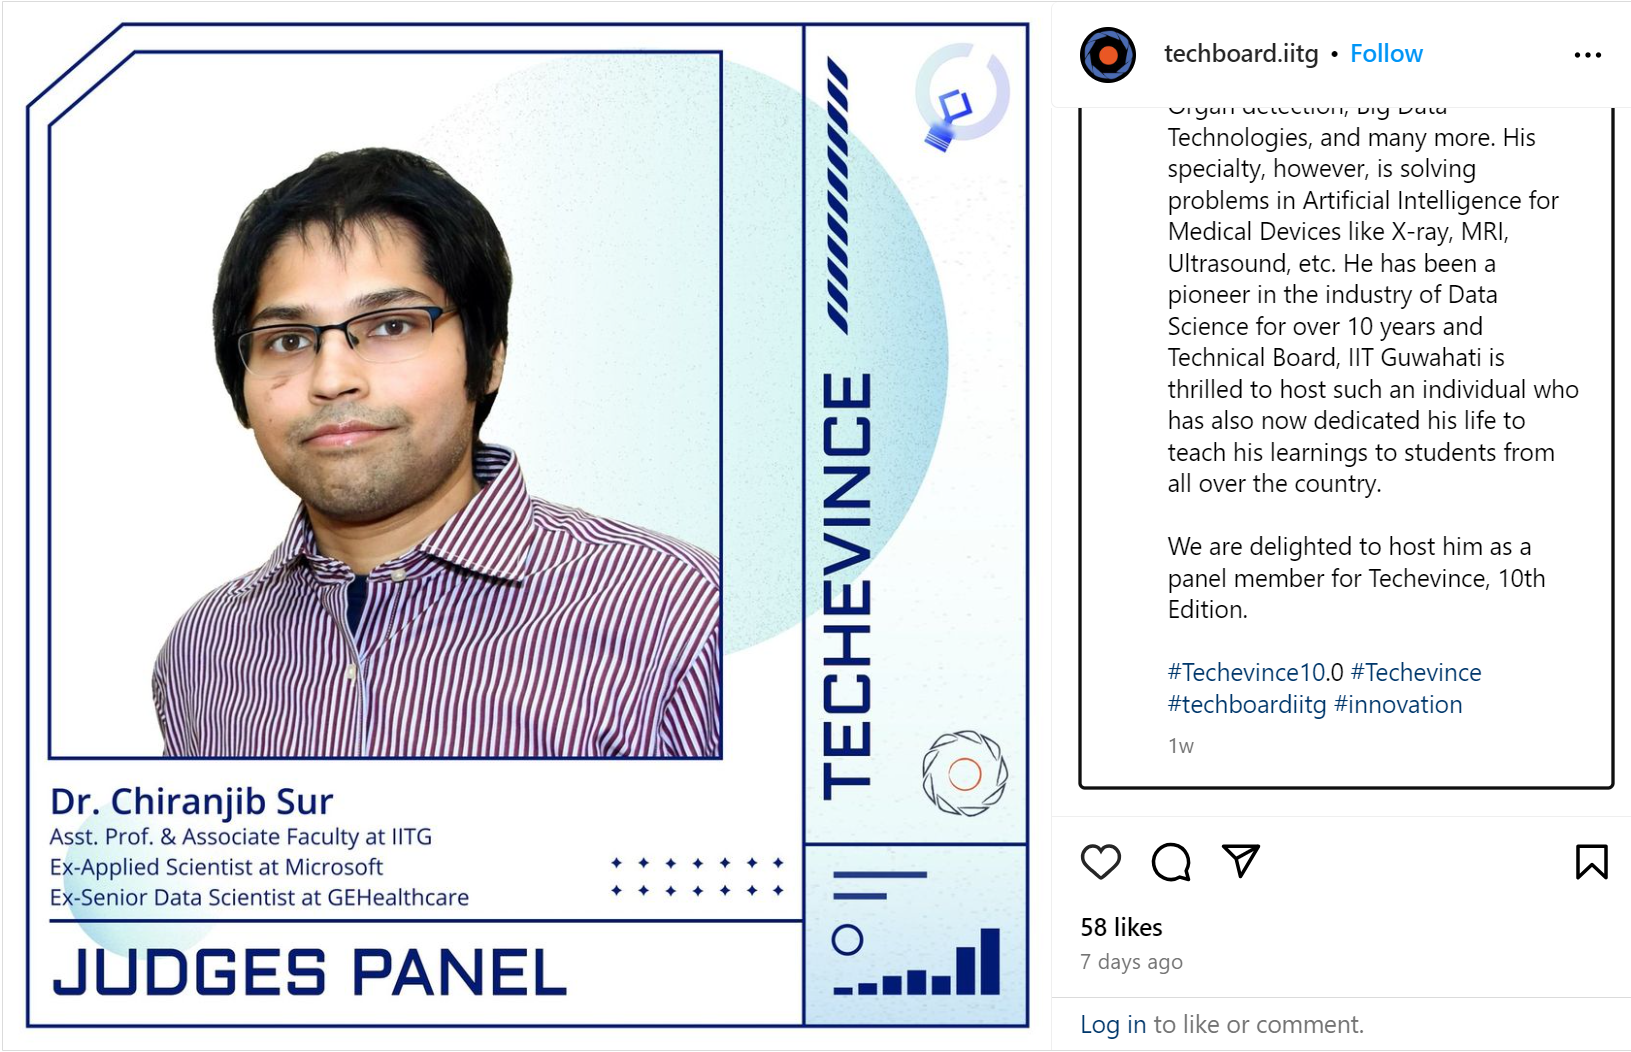 techboard.iitg • Follow
Organ detection, Big Data
Technologies, and many more. His
specialty, however, is solving
problems in Artificial Intelligence for
Medical Devices like X-ray, MRI,
Ultrasound, etc. He has been a
pioneer in the industry of Data
Science for over 10 years and
Technical Board, IIT Guwahati is
thrilled to host such an individual who
has also now dedicated his life to
teach his learnings to students from
all over the country.
We are delighted to host him as a
panel member for Techevince, 10th
Edition.
#Techevince10.0 #Techevince
#techboardiitg #innovation
1w
58 likes
7 days ago
Log in to like or comment.
TECHEVINCE
Dr. Chiranjib Sur
Asst. Prof. & Associate Faculty at IITG
Ex-Applied Scientist at Microsoft
Ex-Senior Data Scientist at GEHealthcare
JUDGES PANEL